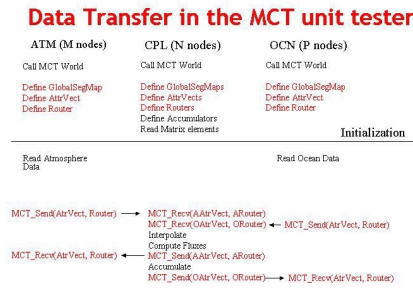 Data Transfer in the MCT unit tester
ATM (M nodes) CPL (N nodes) OCN (P nodes)
Call MCT World Call MCT World Call MCT World
Define GlobalSegMap Define GlobalSegMaps Define GlobalSegMap
Define AttrVect Define AttrVects Define AttrVect
Define Router Define Routers Define Router
Define Accumulators
Read Matrix elements
Initialization
Read Atmosphere Read Ocean Data
Data
MCT_Send(AtrVect, Router) MCT_Recv(AAtrVect, ARouter)
MCT_Recv(OAtrVect, ORouter) MCT_Send(AtrVect, Router)
Interpolate
Compute Fluxes
MCT_Recv(AtrVect, Router) MCT_Send(AAtrVect, ARouter)
Accumulate
MCT_Send(OAtrVect, ORouter) MCT_Recv(AtrVect, Router)